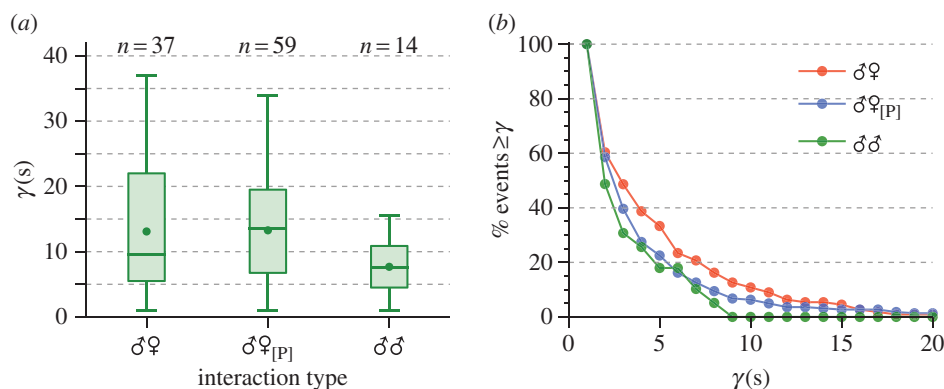 (a)
n = 37 n = 59 n = 14
40
30
20
10
0
γ(s)
♂♀ ♂♀[P] ♂♂
interaction type
(b)
100
80
60
40
20
0
% events ≥ γ
♂♀
♂♀[P]
♂♂
0 5 10 15 20
γ(s)